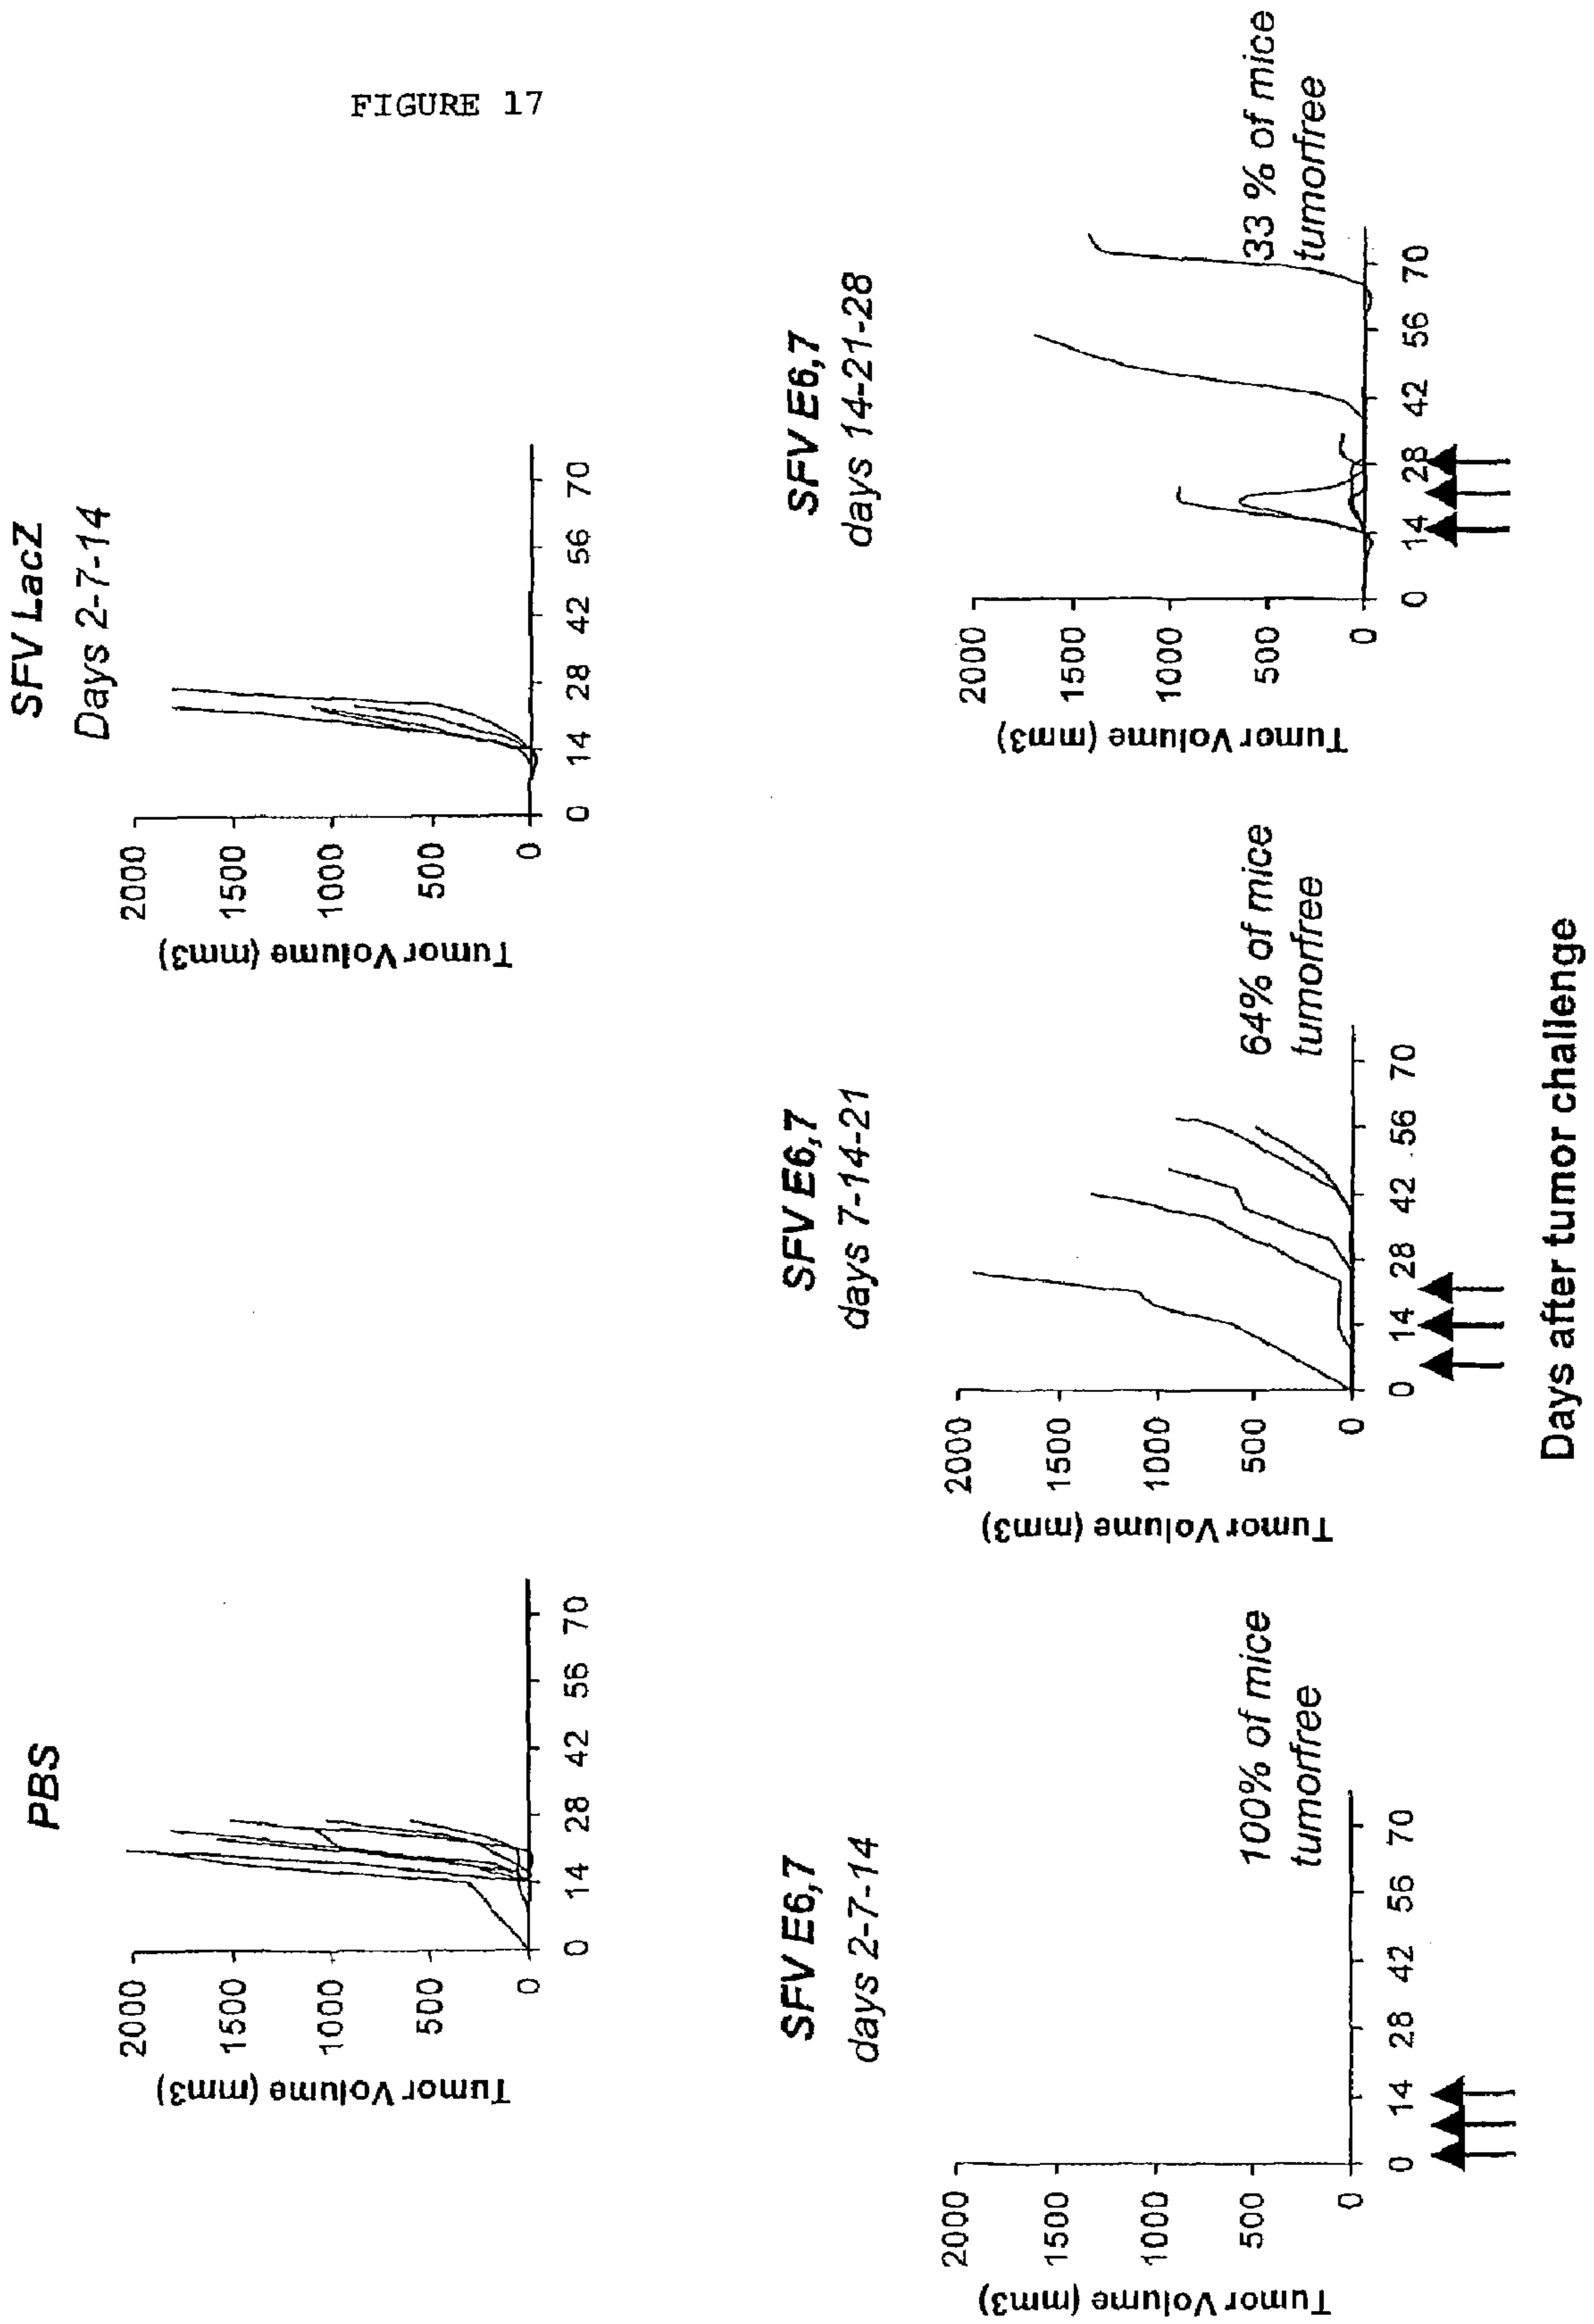 FIGURE 17
PBS
2000
1500
1000
500
0
Tumor Volume (mm3)
0 14 28 42 56 70
SFV LacZ
Days 2-7-14
2000
1500
1000
500
0
Tumor Volume (mm3)
0 14 28 42 56 70
SFV E6,7
days 2-7-14
2000
1500
1000
500
0
Tumor Volume (mm3)
0 14 28 42 56 70
100% of mice
tumorfree
SFV E6,7
days 7-14-21
2000
1500
1000
500
0
Tumor Volume (mm3)
0 14 28 42 56 70
64% of mice
tumorfree
SFV E6,7
days 14-21-28
2000
1500
1000
500
0
Tumor Volume (mm3)
0 14 28 42 56 70
33 % of mice
tumorfree
Days after tumor challenge